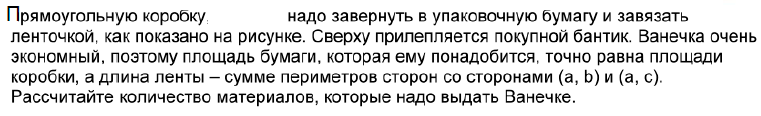 Прямоугольную коробку, надо завернуть в упаковочную бумагу и завязать
ленточкой, как показано на рисунке. Сверху прилепляется покупной бантик. Ванечка очень
экономный, поэтому площадь бумаги, которая ему понадобится, точно равна площади
коробки, а длина ленты – сумме периметров сторон со сторонами (a, b) и (a, c).
Рассчитайте количество материалов, которые надо выдать Ванечке.